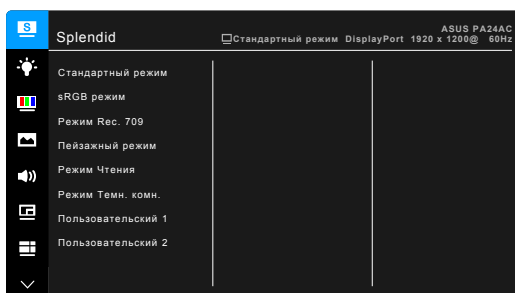 S
ASUS PA24AC
Splendid
Стандартный режим DisplayPort 1920 x 1200@ 60Hz
Стандартный режим
sRGB режим
Режим Rec. 709
Пейзажный режим
Режим Чтения
Режим Темн. комн.
Пользовательский 1
Пользовательский 2